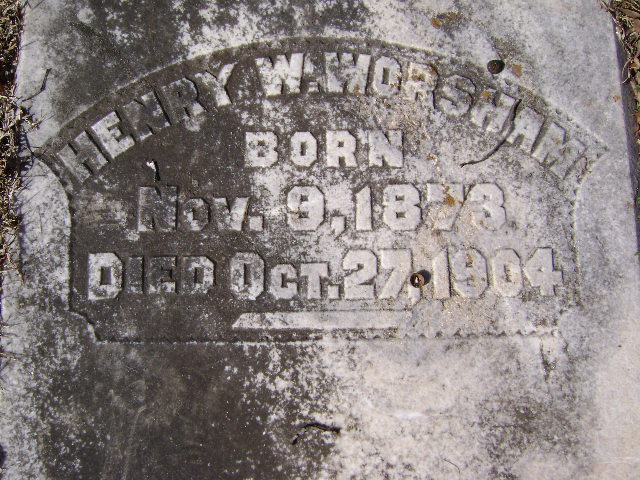 HENRY W. WORSHAM
BORN
NOV. 9, 1873
DIED OCT. 27, 1904